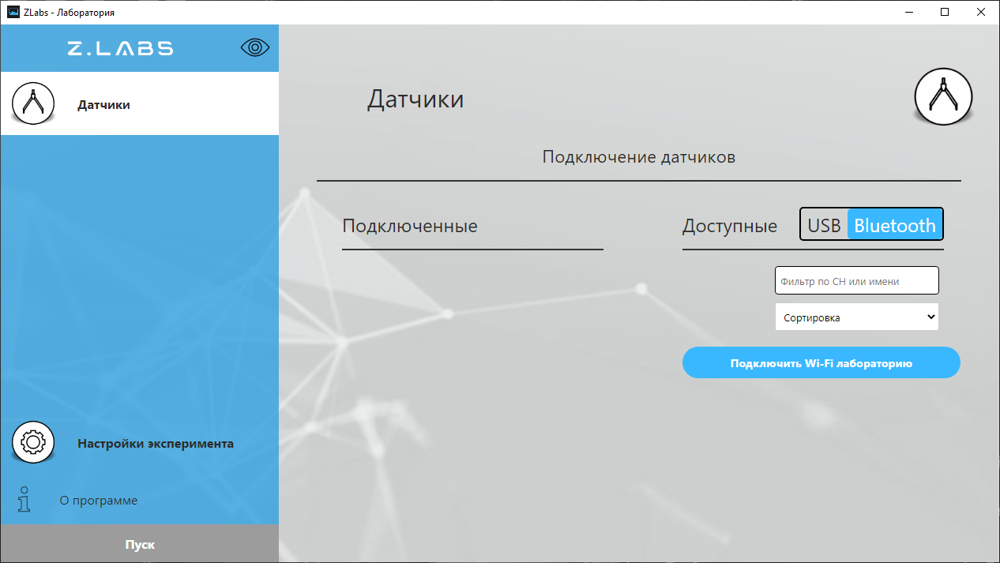 ZLabs - Лаборатория
Z.LABS
Датчики
Датчики
Подключение датчиков
Подключенные
Доступные
USB Bluetooth
Фильтр по СН или имени
Сортировка
Подключить Wi-Fi лабораторию
Настройки эксперимента
О программе
Пуск